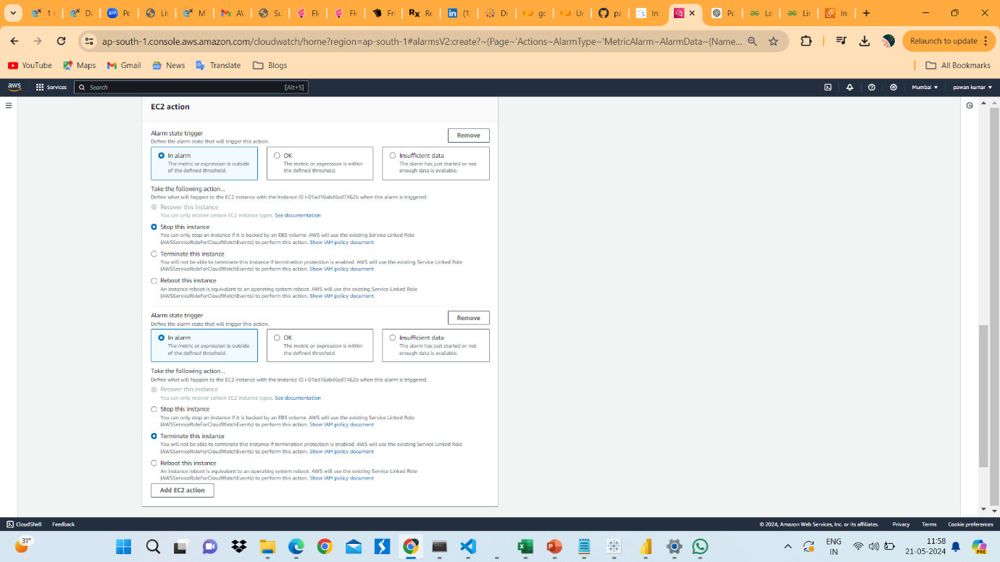 1 r
Da
Po
Liv
M
AV
Su
Flo
Flo
Fr
Rx
Re
in
(1)
Di
go
Ur
pa
In
Po
Lo
Lir
In
ap-south-1.console.aws.amazon.com/cloudwatch/home?region=ap-south-1#alarmsV2:create?~(Page~'Actions~AlarmType~'MetricAlarm~AlarmData~(Name...
Relaunch to update
YouTube
Maps
Gmail
News
Translate
Blogs
All Bookmarks
aws
Services
Search
[Alt+S]
Mumbai
pawan kumar
EC2 action
Alarm state trigger
Define the alarm state that will trigger this action.
Remove
In alarm
The metric or expression is outside
of the defined threshold.
OK
The metric or expression is within
the defined threshold.
Insufficient data
The alarm has just started or not
enough data is available.
Take the following action...
Define what will happen to the EC2 instance with the Instance ID i-01ad16ab46cd7462b when this alarm is triggered.
Recover this instance
You can only recover certain EC2 instance types. See documentation
Stop this instance
You can only stop an instance if it is backed by an EBS volume. AWS will use the existing Service Linked Role
(AWSServiceRoleForCloudWatchEvents) to perform this action. Show IAM policy document
Terminate this instance
You will not be able to terminate this instance if termination protection is enabled. AWS will use the existing Service Linked Role
(AWSServiceRoleForCloudWatchEvents) to perform this action. Show IAM policy document
Reboot this instance
An instance reboot is equivalent to an operating system reboot. AWS will use the existing Service Linked Role
(AWSServiceRoleForCloudWatchEvents) to perform this action. Show IAM policy document
Alarm state trigger
Define the alarm state that will trigger this action.
Remove
In alarm
The metric or expression is outside
of the defined threshold.
OK
The metric or expression is within
the defined threshold.
Insufficient data
The alarm has just started or not
enough data is available.
Take the following action...
Define what will happen to the EC2 instance with the Instance ID i-01ad16ab46cd7462b when this alarm is triggered.
Recover this instance
You can only recover certain EC2 instance types. See documentation
Stop this instance
You can only stop an instance if it is backed by an EBS volume. AWS will use the existing Service Linked Role
(AWSServiceRoleForCloudWatchEvents) to perform this action. Show IAM policy document
Terminate this instance
You will not be able to terminate this instance if termination protection is enabled. AWS will use the existing Service Linked Role
(AWSServiceRoleForCloudWatchEvents) to perform this action. Show IAM policy document
Reboot this instance
An instance reboot is equivalent to an operating system reboot. AWS will use the existing Service Linked Role
(AWSServiceRoleForCloudWatchEvents) to perform this action. Show IAM policy document
Add EC2 action
CloudShell
Feedback
© 2024, Amazon Web Services, Inc. or its affiliates.
Privacy
Terms
Cookie preferences
31°
ENG
IN
11:58
21-05-2024
PRE